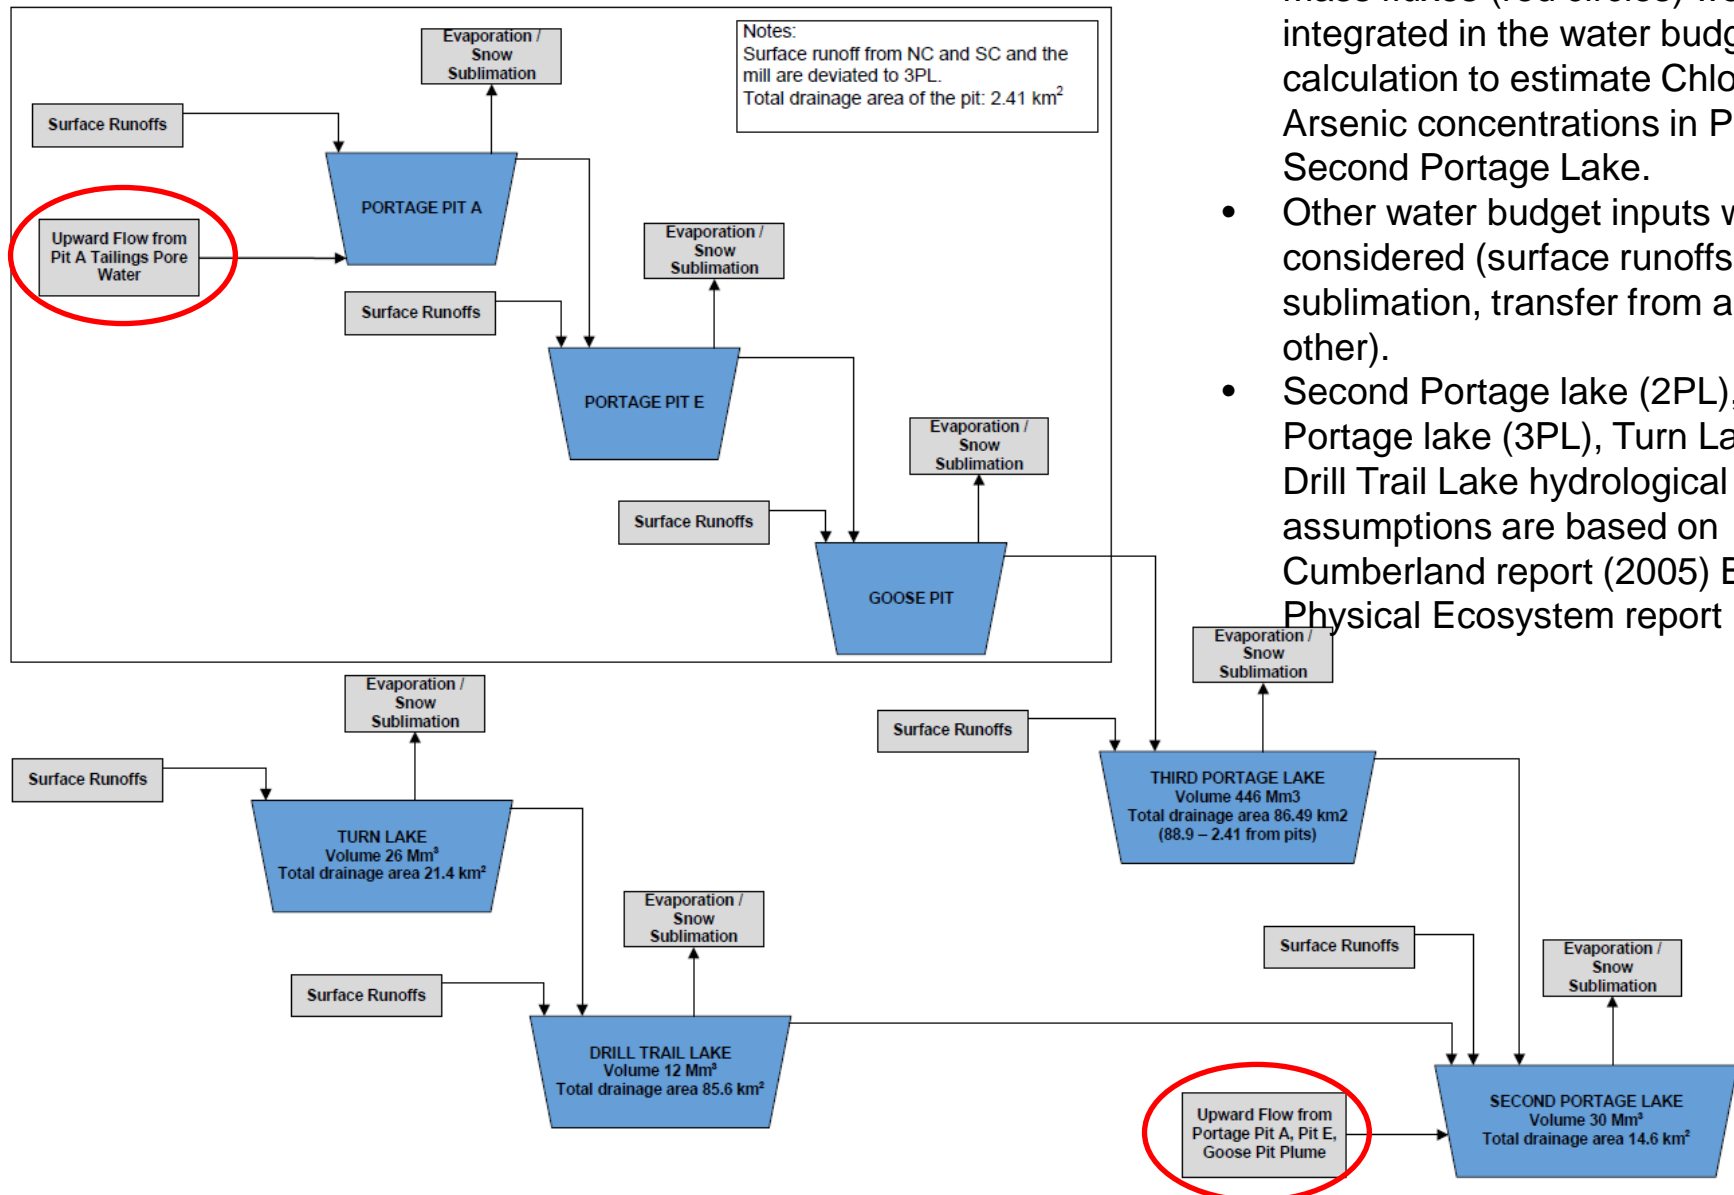 Evaporation /
Snow
Sublimation
Notes:
Surface runoff from NC and SC and the
mill are deviated to 3PL.
Total drainage area of the pit: 2.41 km²
Surface Runoffs
PORTAGE PIT A
Upward Flow from
Pit A Tailings Pore
Water
Evaporation /
Snow
Sublimation
Surface Runoffs
PORTAGE PIT E
Evaporation /
Snow
Sublimation
Surface Runoffs
GOOSE PIT
mass fluxes (red circles)
integrated in the water
calculation to estimate
Arsenic concentrations in
Second Portage Lake.
• Other water budget inputs
considered (surface runoffs
sublimation, transfer from a
other).
• Second Portage lake (2PL),
Portage lake (3PL), Turn
Drill Trail Lake hydrological
assumptions are based on
Cumberland report (2005)
Physical Ecosystem report
Evaporation /
Snow
Sublimation
Surface Runoffs
THIRD PORTAGE LAKE
Volume 446 Mm3
Total drainage area 86.49 km2
(88.9 – 2.41 from pits)
Evaporation /
Snow
Sublimation
Surface Runoffs
TURN LAKE
Volume 26 Mm³
Total drainage area 21.4 km²
Evaporation /
Snow
Sublimation
Surface Runoffs
DRILL TRAIL LAKE
Volume 12 Mm³
Total drainage area 85.6 km²
Surface Runoffs
Evaporation /
Snow
Sublimation
Upward Flow from
Portage Pit A, Pit E,
Goose Pit Plume
SECOND PORTAGE LAKE
Volume 30 Mm³
Total drainage area 14.6 km²